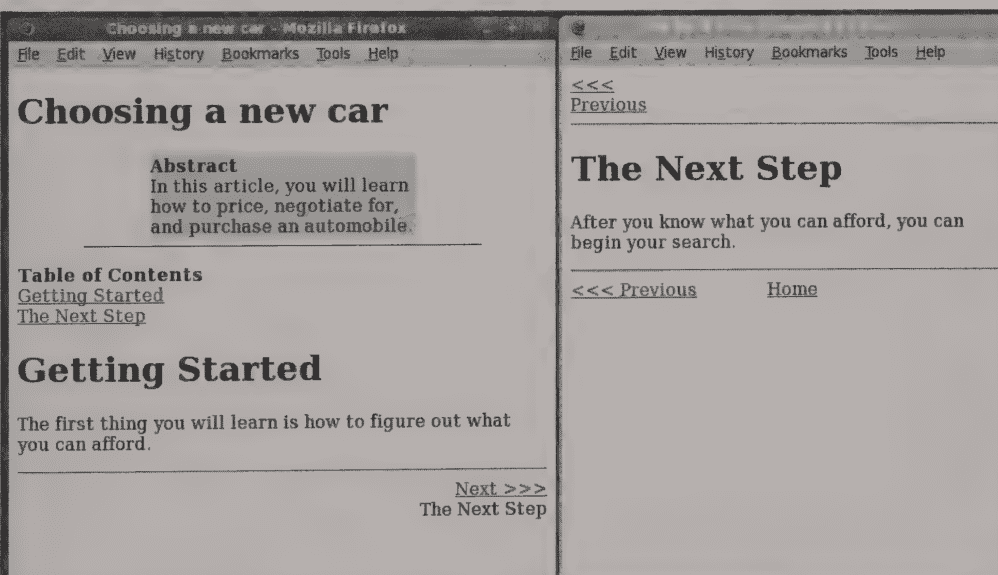 Choosing a new car - Mozilla Firefox
File Edit View History Bookmarks Tools Help
Choosing a new car
Abstract
In this article, you will learn
how to price, negotiate for,
and purchase an automobile.
Table of Contents
Getting Started
The Next Step
Getting Started
The first thing you will learn is how to figure out what
you can afford.
Next >>>
The Next Step
File Edit View History Bookmarks Tools Help
<<<
Previous
The Next Step
After you know what you can afford, you can
begin your search.
<<< Previous Home